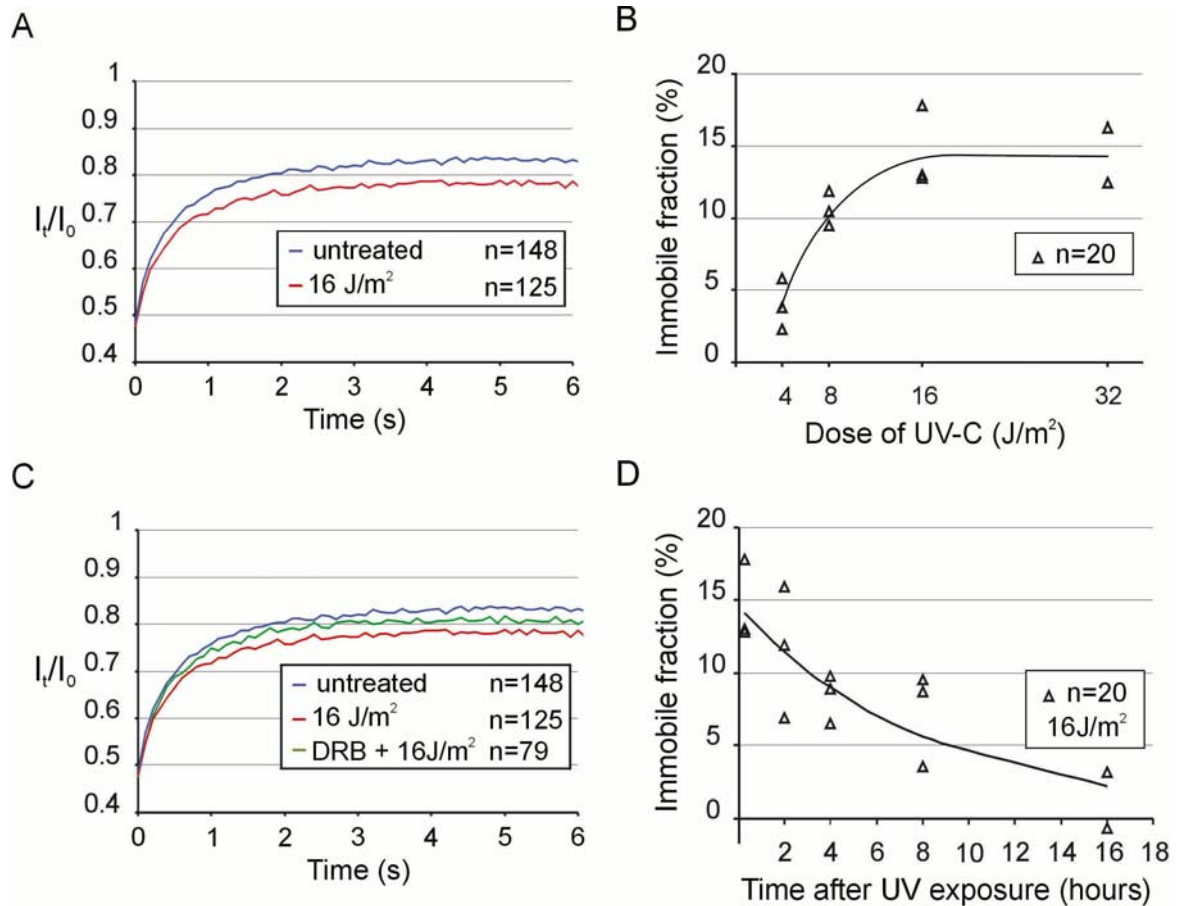 A
1
0.9
0.8
0.7
0.6
0.5
0.4
Iₜ/I₀
untreated n=148
16 J/m² n=125
0 1 2 3 4 5 6
Time (s)
B
Immobile fraction (%)
20
15
10
5
0
n=20
4 8 16 32
Dose of UV-C (J/m²)
C
1
0.9
0.8
0.7
0.6
0.5
0.4
Iₜ/I₀
untreated n=148
16 J/m² n=125
DRB + 16J/m² n=79
0 1 2 3 4 5 6
Time (s)
D
Immobile fraction (%)
20
15
10
5
0
n=20
16J/m²
2 4 6 8 10 12 14 16 18
Time after UV exposure (hours)